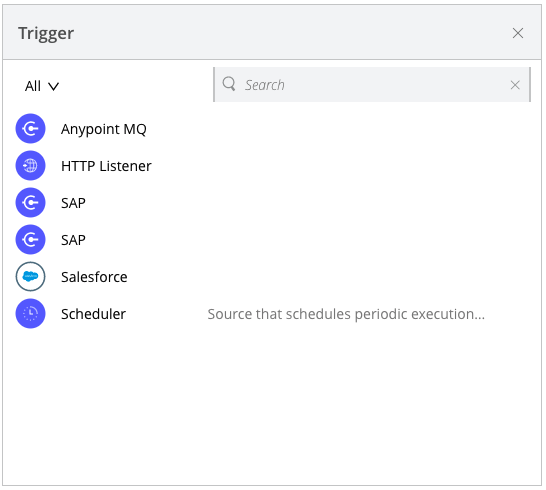 Trigger
All
Search
Anypoint MQ
HTTP Listener
SAP
SAP
Salesforce
Scheduler Source that schedules periodic execution...